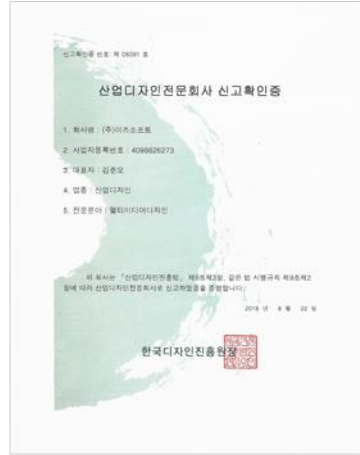 신고확인증 번호: 제 08391 호
산업디자인전문회사 신고확인증
1. 회사명 : (주)이즈소프트
2. 사업자등록번호 : 4098626273
3. 대표자 : 김준모
4. 업종 : 산업디자인
5. 전문분야 : 멀티미디어디자인
위 회사는 「산업디자인진흥법」 제9조제2항, 같은 법 시행규칙 제9조제2
항에 따라 산업디자인전문회사로 신고하였음을 증명합니다.
2018 년 8 월 22 일
한국디자인진흥원장